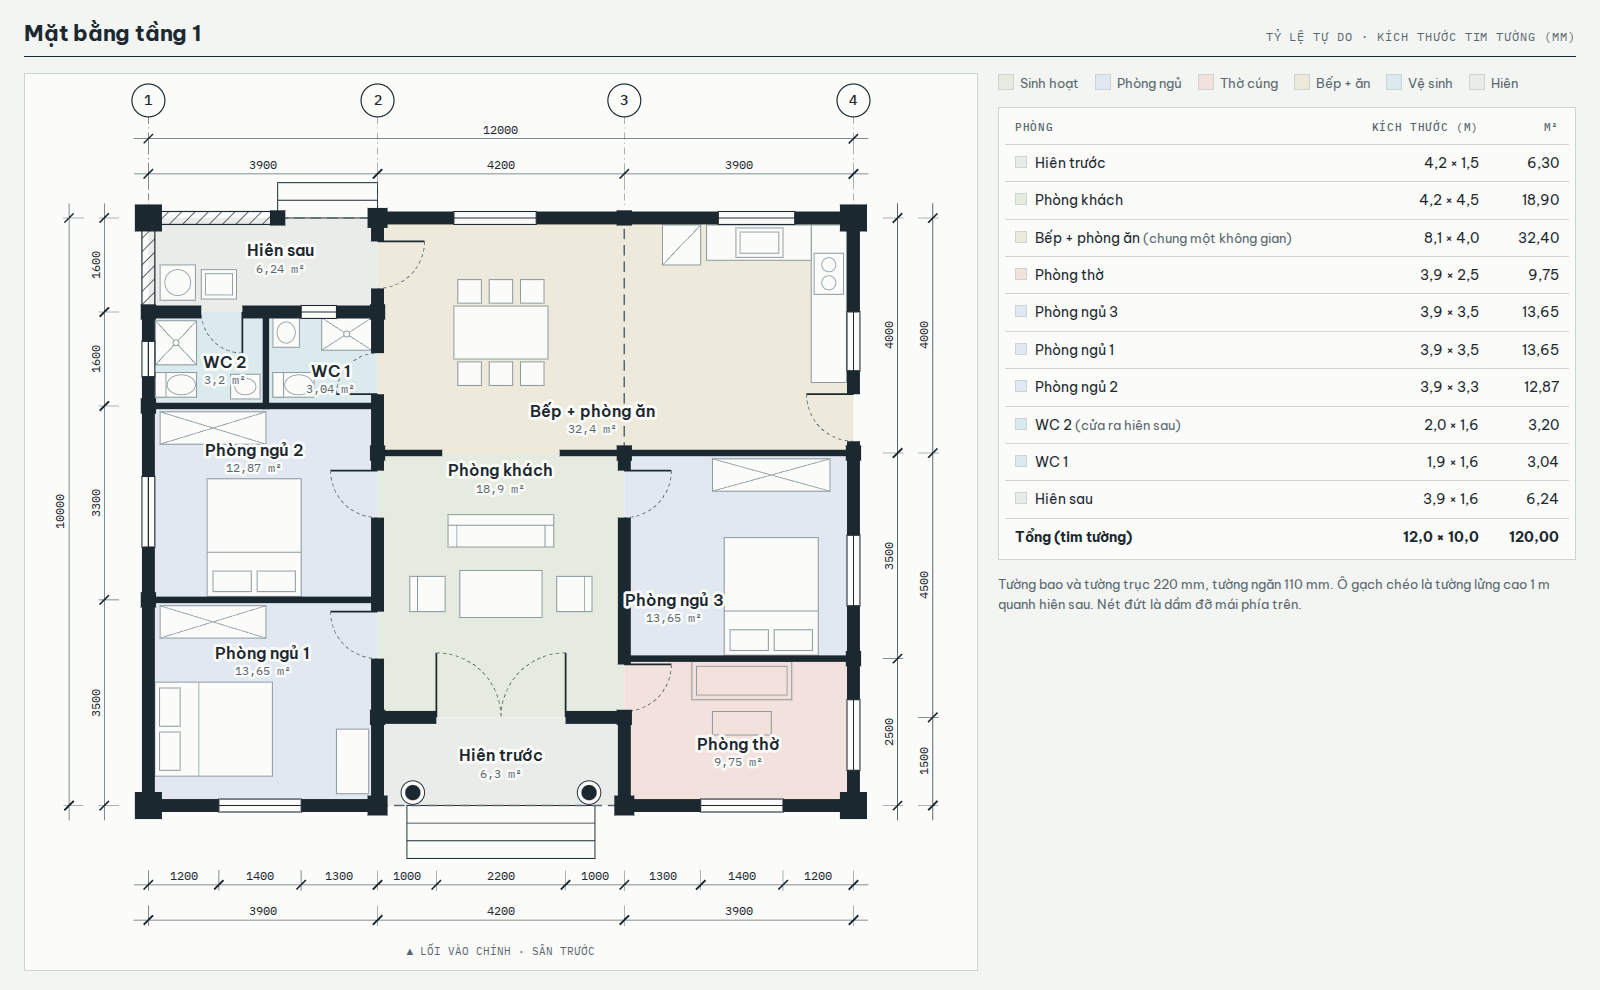 Mặt bằng tầng 1
TỶ LỆ TỰ DO · KÍCH THƯỚC TIM TƯỜNG (MM)
1 2 3 4
12000
3900 4200 3900
Hiên sau
6,24 m²
1600
WC 2
3,2 m²
WC 1
3,04 m²
1600
4000 4000
Bếp + phòng ăn
32,4 m²
Phòng ngủ 2
12,87 m²
Phòng khách
18,9 m²
10000
3300
3500
4500
Phòng ngủ 3
13,65 m²
Phòng ngủ 1
13,65 m²
3500
2500
1500
Phòng thờ
9,75 m²
Hiên trước
6,3 m²
1200 1400 1300 1000 2200 1000 1300 1400 1200
3900 4200 3900
▲ LỐI VÀO CHÍNH · SÂN TRƯỚC
Sinh hoạt Phòng ngủ Thờ cúng Bếp + ăn Vệ sinh Hiên
PHÒNG KÍCH THƯỚC (M) M²
Hiên trước 4,2 × 1,5 6,30
Phòng khách 4,2 × 4,5 18,90
Bếp + phòng ăn (chung một không gian) 8,1 × 4,0 32,40
Phòng thờ 3,9 × 2,5 9,75
Phòng ngủ 3 3,9 × 3,5 13,65
Phòng ngủ 1 3,9 × 3,5 13,65
Phòng ngủ 2 3,9 × 3,3 12,87
WC 2 (cửa ra hiên sau) 2,0 × 1,6 3,20
WC 1 1,9 × 1,6 3,04
Hiên sau 3,9 × 1,6 6,24
Tổng (tim tường) 12,0 × 10,0 120,00
Tường bao và tường trục 220 mm, tường ngăn 110 mm. Ô gạch chéo là tường lửng cao 1 m
quanh hiên sau. Nét đứt là dầm đỡ mái phía trên.